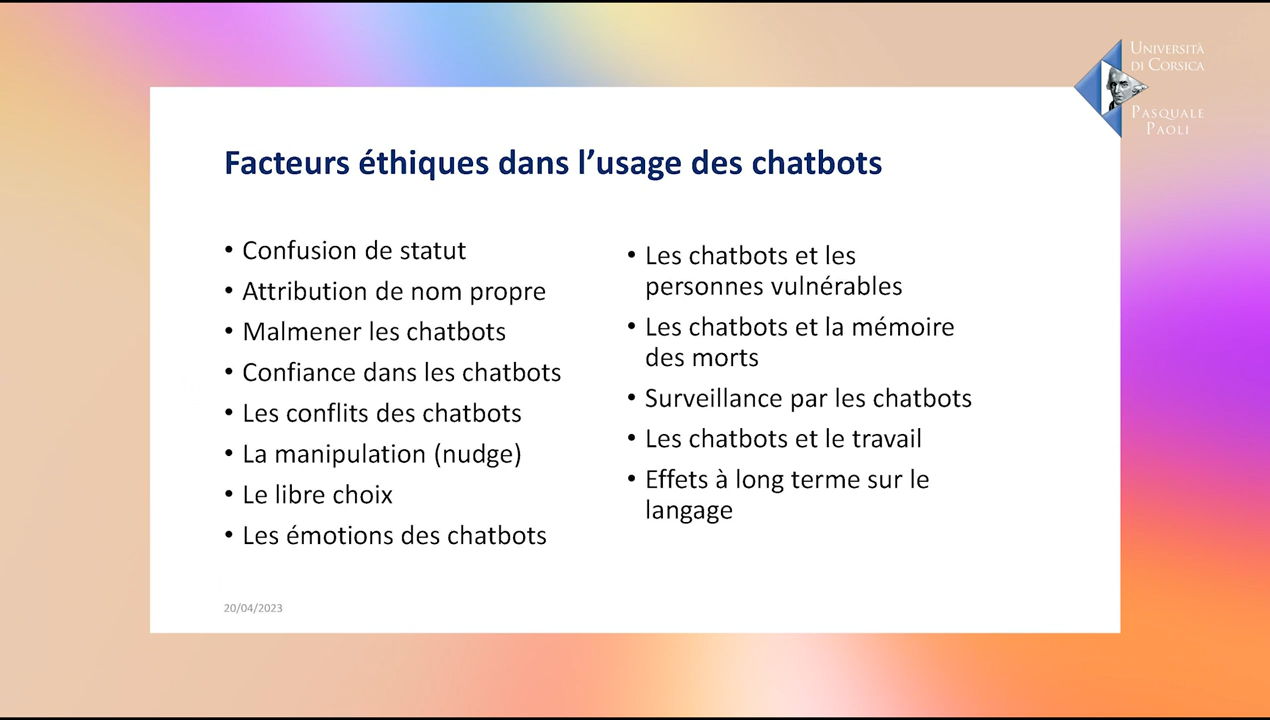 UNIVERSITÀ
DI CORSICA
PASQUALE
PAOLI
Facteurs éthiques dans l’usage des chatbots
• Confusion de statut
• Attribution de nom propre
• Malmener les chatbots
• Confiance dans les chatbots
• Les conflits des chatbots
• La manipulation (nudge)
• Le libre choix
• Les émotions des chatbots
• Les chatbots et les
personnes vulnérables
• Les chatbots et la mémoire
des morts
• Surveillance par les chatbots
• Les chatbots et le travail
• Effets à long terme sur le
langage
20/04/2023